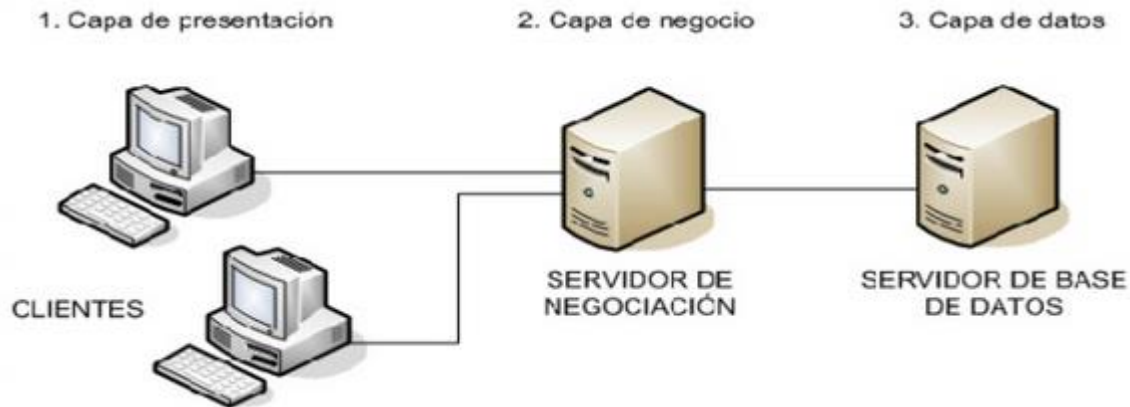 1. Capa de presentación
2. Capa de negocio
3. Capa de datos
CLIENTES
SERVIDOR DE
NEGOCIACIÓN
SERVIDOR DE BASE
DE DATOS